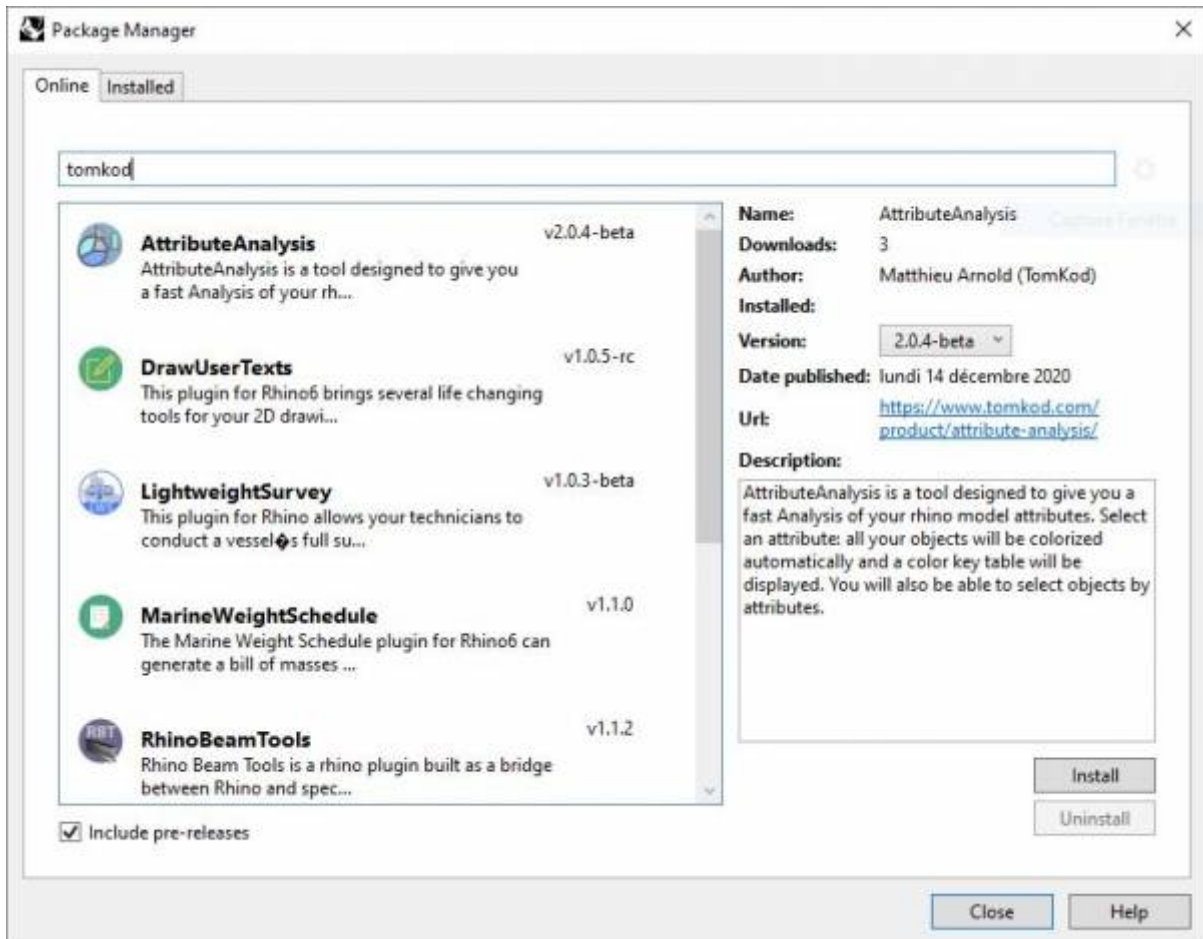 Package Manager
Online Installed
tomkod
AttributeAnalysis v2.0.4-beta
AttributeAnalysis is a tool designed to give you
a fast Analysis of your rh...
DrawUserTexts v1.0.5-rc
This plugin for Rhino6 brings several life changing
tools for your 2D drawi...
LightweightSurvey v1.0.3-beta
This plugin for Rhino allows your technicians to
conduct a vessel�s full su...
MarineWeightSchedule v1.1.0
The Marine Weight Schedule plugin for Rhino6 can
generate a bill of masses ...
RBT
RhinoBeamTools v1.1.2
Rhino Beam Tools is a rhino plugin built as a bridge
between Rhino and spec...
Include pre-releases
Name: AttributeAnalysis
Downloads: 3
Author: Matthieu Arnold (TomKod)
Installed:
Version: 2.0.4-beta
Date published: lundi 14 décembre 2020
Url: https://www.tomkod.com/
product/attribute-analysis/
Description:
AttributeAnalysis is a tool designed to give you a
fast Analysis of your rhino model attributes. Select
an attribute: all your objects will be colorized
automatically and a color key table will be
displayed. You will also be able to select objects by
attributes.
Install
Uninstall
Close Help